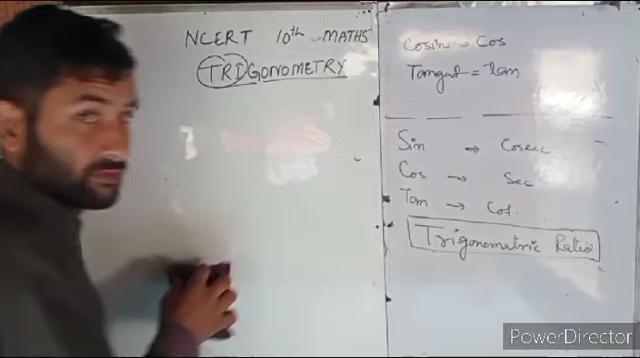 NCERT 10th MATHS
TRIGONOMETRY
Cosine → Cos
Tangent = Tan
Sin → Cosec
Cos → Sec
Tan → Cot.
Trigonometric Ratio
PowerDirector